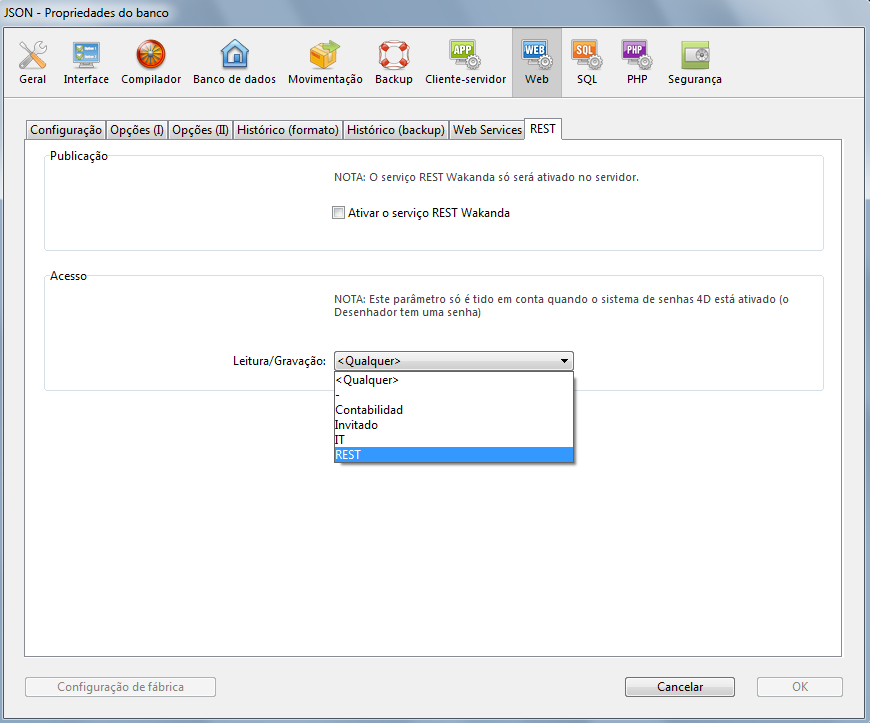 JSON - Propriedades do banco
Geral
Interface
Compilador
Banco de dados
Movimentação
Backup
APP
Cliente-servidor
WEB
Web
SQL
SQL
PHP
PHP
Segurança
Configuração
Opções (I)
Opções (II)
Histórico (formato)
Histórico (backup)
Web Services
REST
Publicação
NOTA: O serviço REST Wakanda só será ativado no servidor.
Ativar o serviço REST Wakanda
Acesso
NOTA: Este parâmetro só é tido em conta quando o sistema de senhas 4D está ativado (o
Desenhador tem uma senha)
Leitura/Gravação:
<Qualquer>
<Qualquer>
-
Contabilidad
Invitado
IT
REST
Configuração de fábrica
Cancelar
OK